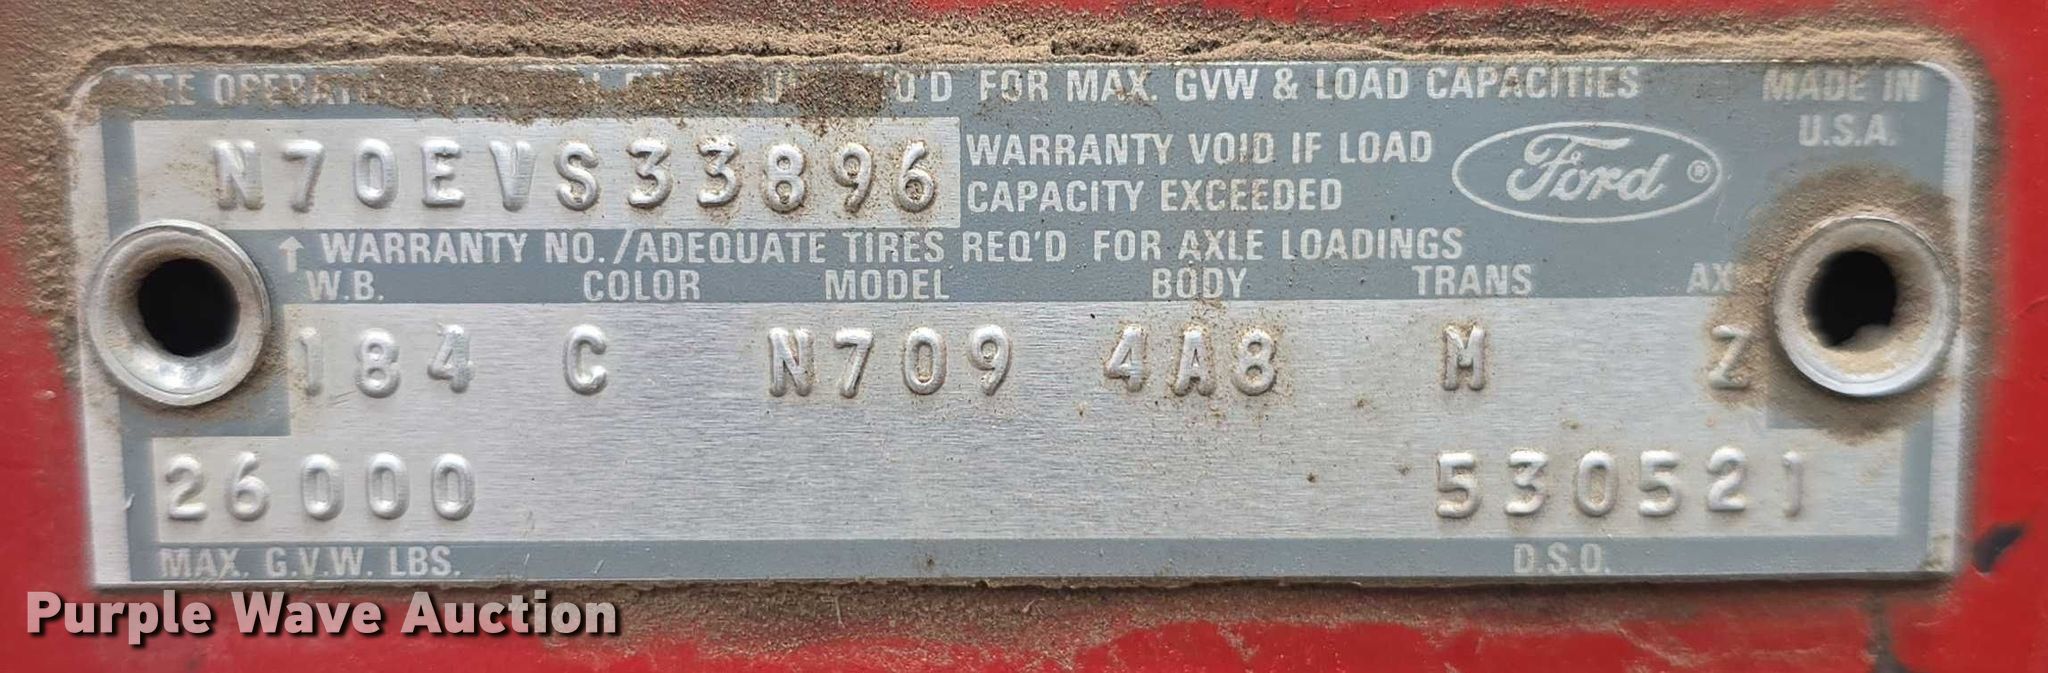 SEE FOR MAX. GVW & LOAD CAPACITIES MADE IN
U.S.A.
N70EVS33896 WARRANTY VOID IF LOAD
CAPACITY EXCEEDED
Ford ®
↑ WARRANTY NO./ADEQUATE TIRES REQ'D FOR AXLE LOADINGS
W.B. COLOR MODEL BODY TRANS
184 C N709 4A8 M Z
26000 530521
MAX. G.V.W. LBS. D.S.O.
Purple Wave Auction